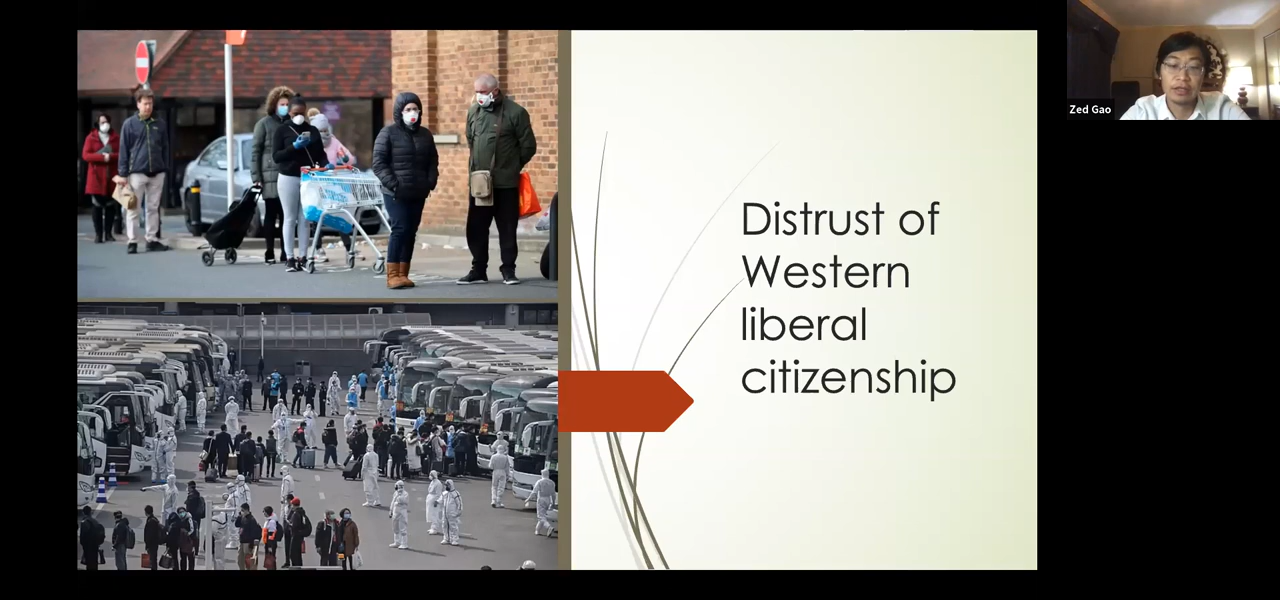 Distrust of
Western
liberal
citizenship
Zed Gao